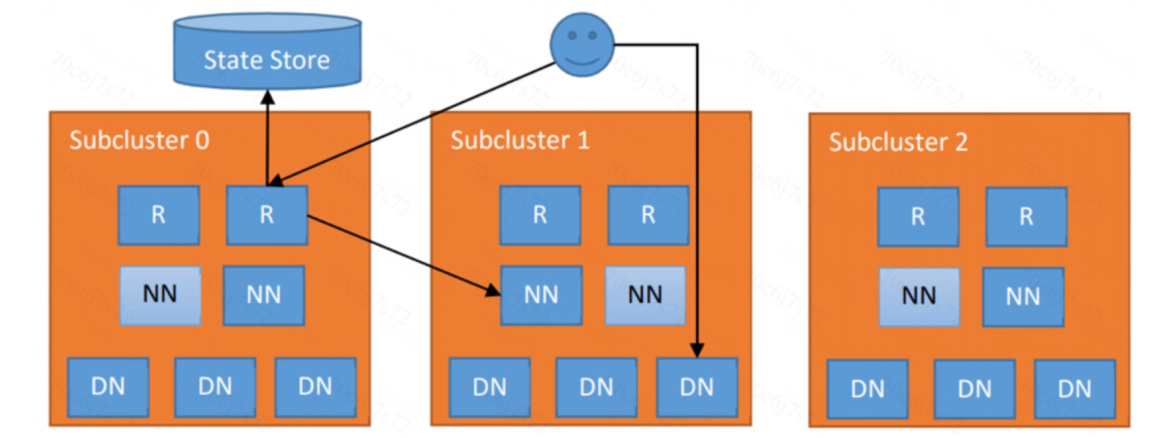 State Store
Subcluster 0
Subcluster 1
Subcluster 2
R R R R R R
NN NN NN NN NN NN
DN DN DN DN DN DN DN DN DN
70c6j7s72